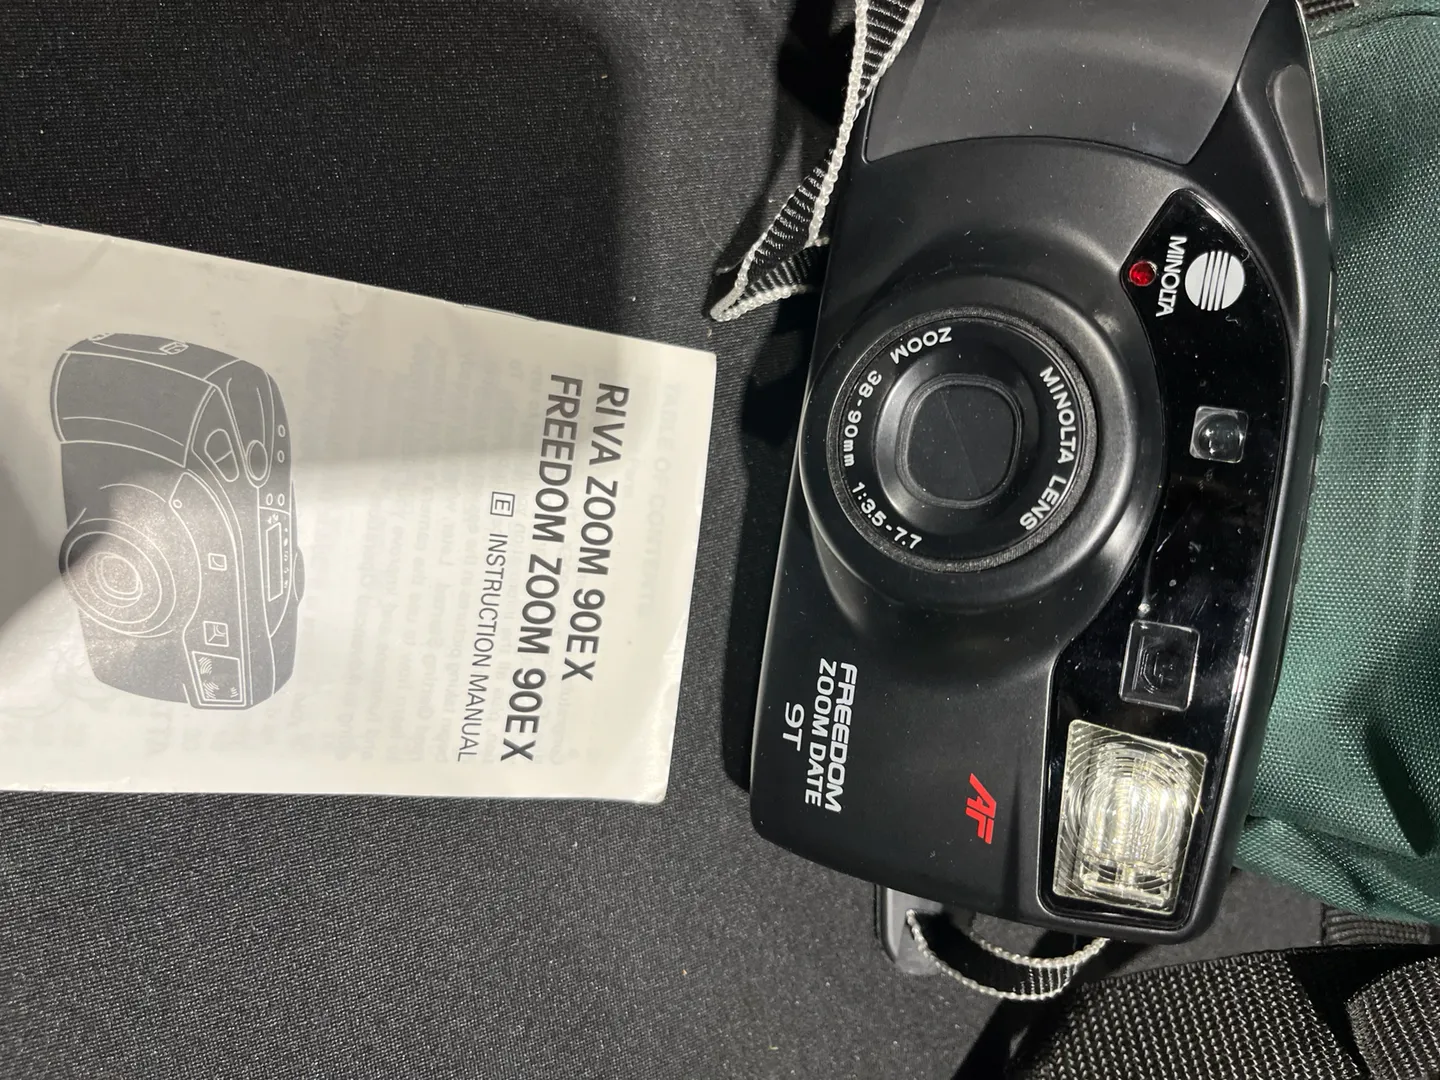 RIVA ZOOM 90EX
FREEDOM ZOOM 90EX
E INSTRUCTION MANUAL
MINOLTA
MINOLTA LENS
ZOOM 38-90mm 1:3.5-7.7
FREEDOM
ZOOM DATE
9T
AF